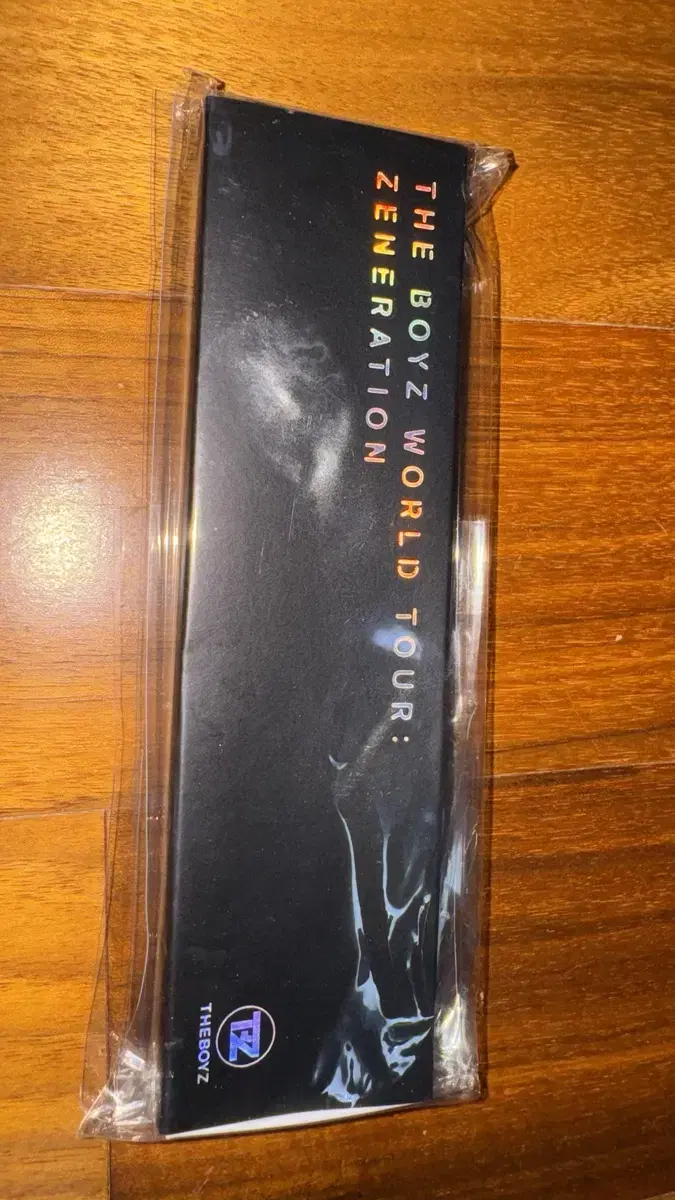 THE BOYZ WORLD TOUR:
ZENERATION
TBZ
THEBOYZ